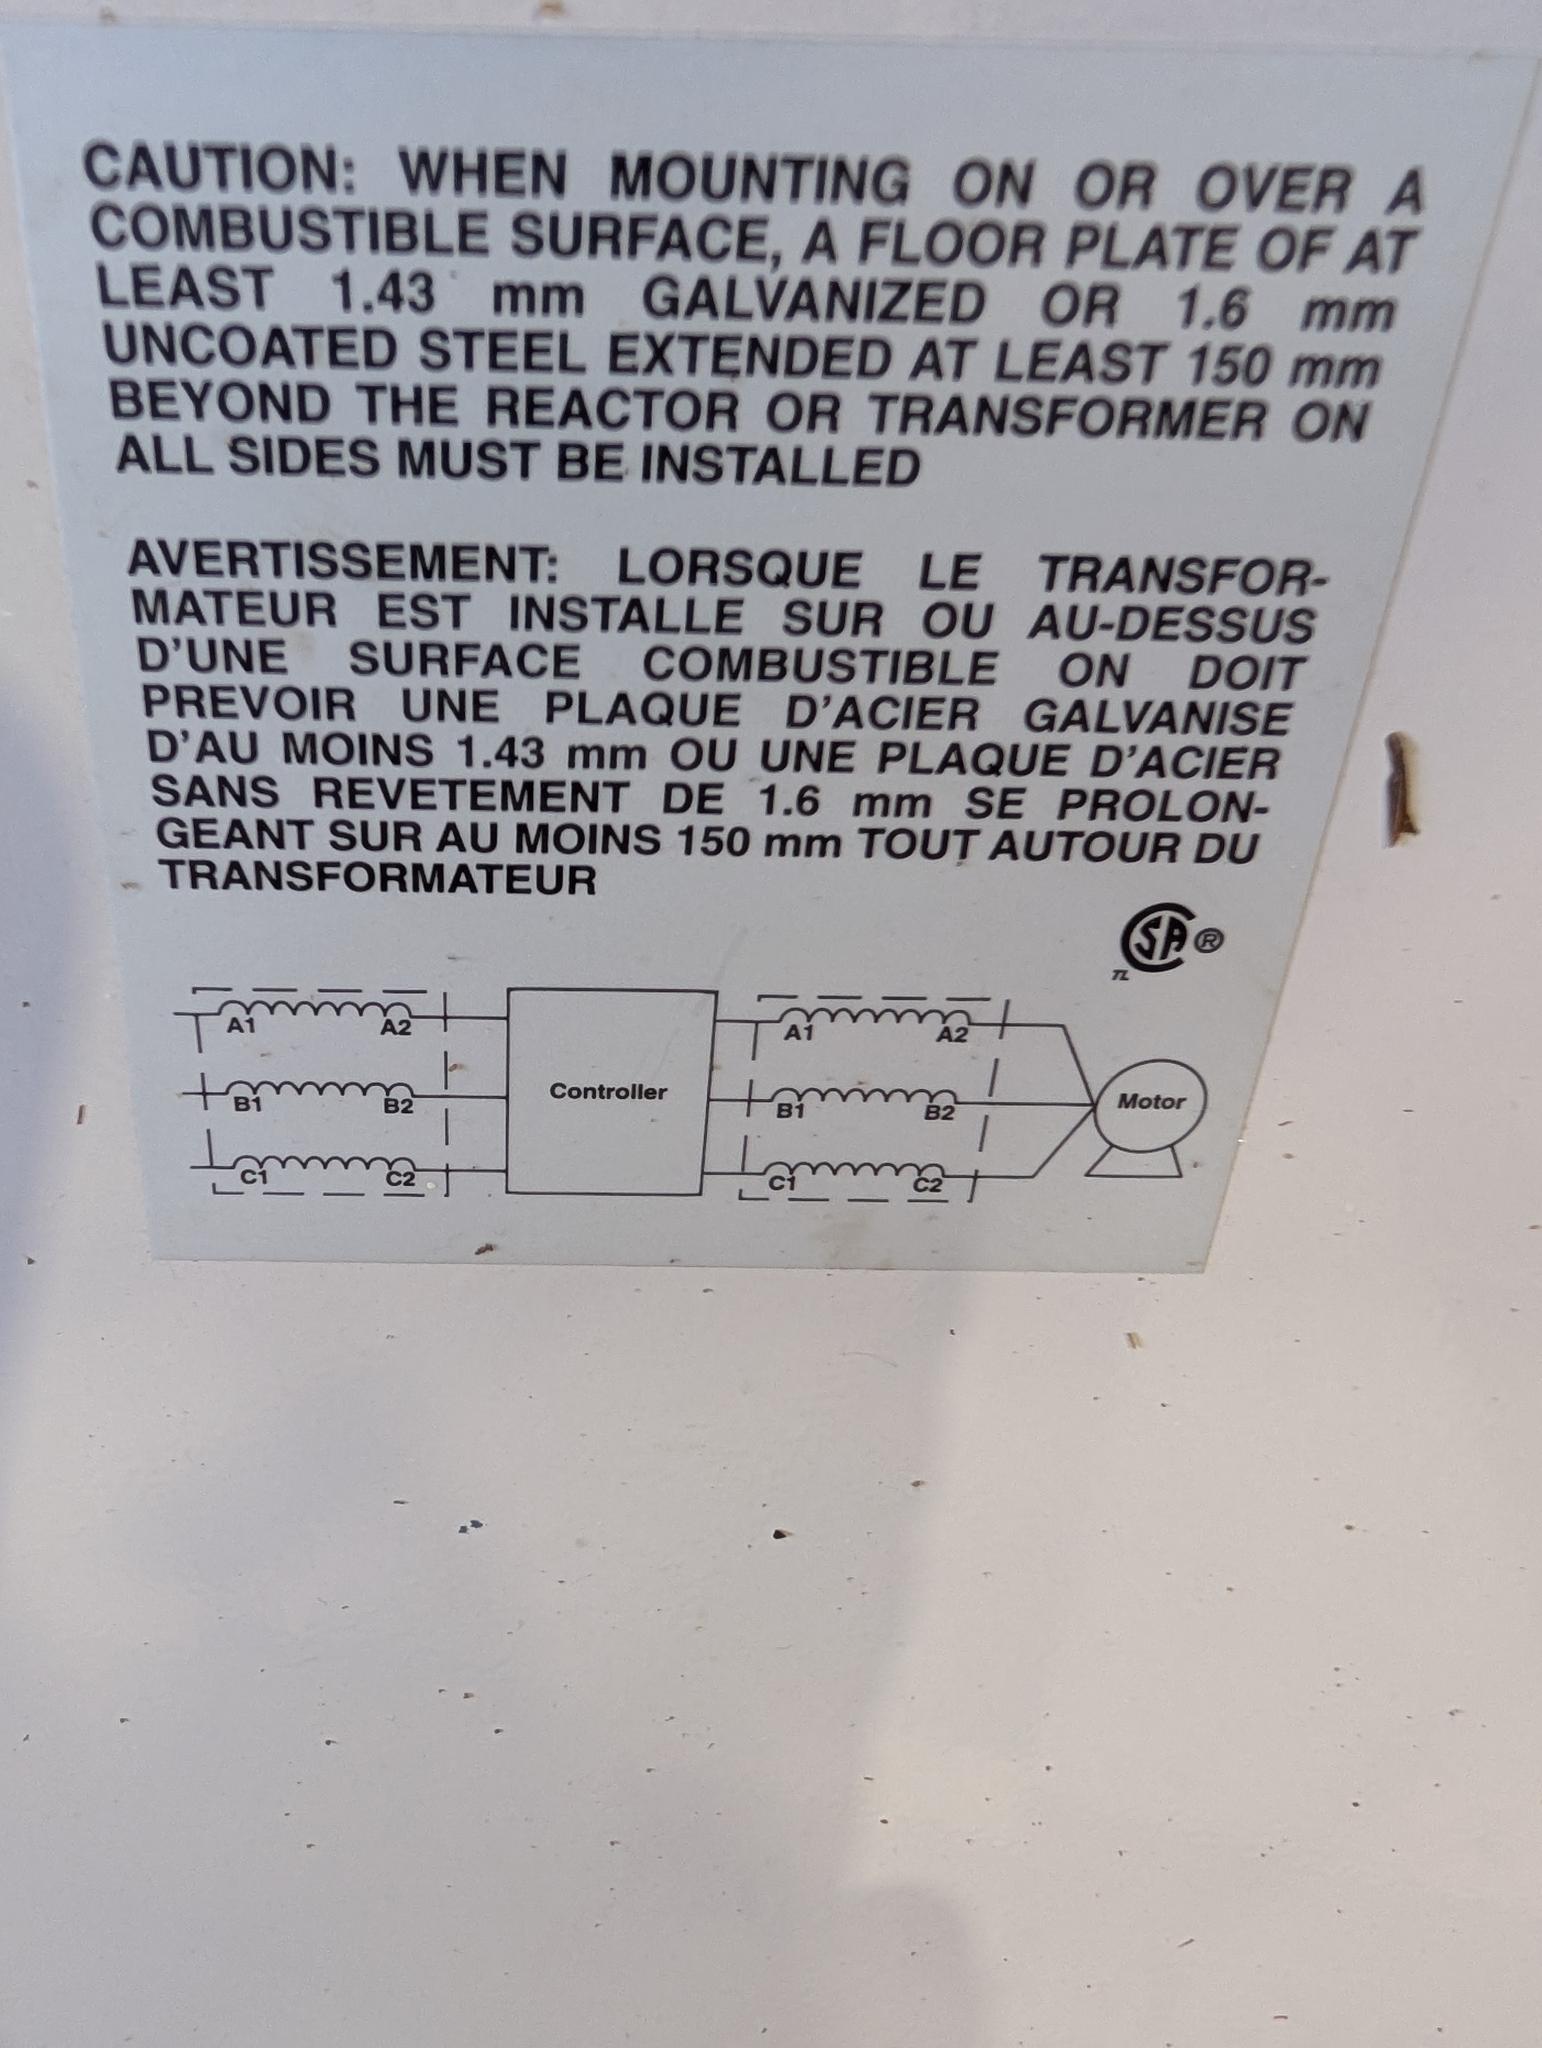 CAUTION: WHEN MOUNTING ON OR OVER A
COMBUSTIBLE SURFACE, A FLOOR PLATE OF AT
LEAST 1.43 mm GALVANIZED OR 1.6 mm
UNCOATED STEEL EXTENDED AT LEAST 150 mm
BEYOND THE REACTOR OR TRANSFORMER ON
ALL SIDES MUST BE INSTALLED
AVERTISSEMENT: LORSQUE LE TRANSFOR-
MATEUR EST INSTALLE SUR OU AU-DESSUS
D'UNE SURFACE COMBUSTIBLE ON DOIT
PREVOIR UNE PLAQUE D'ACIER GALVANISE
D'AU MOINS 1.43 mm OU UNE PLAQUE D'ACIER
SANS REVETEMENT DE 1.6 mm SE PROLON-
GEANT SUR AU MOINS 150 mm TOUT AUTOUR DU
TRANSFORMATEUR
SA ®
TL
A1 A2 A1 A2
B1 B2 Controller B1 B2 Motor
C1 C2 C1 C2